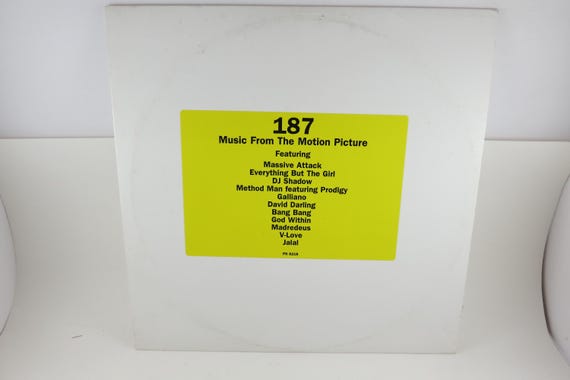 187
Music From The Motion Picture
Featuring
Massive Attack
Everything But The Girl
DJ Shadow
Method Man featuring Prodigy
Galliano
David Darling
Bang Bang
God Within
Madredeus
V-Love
Jalal